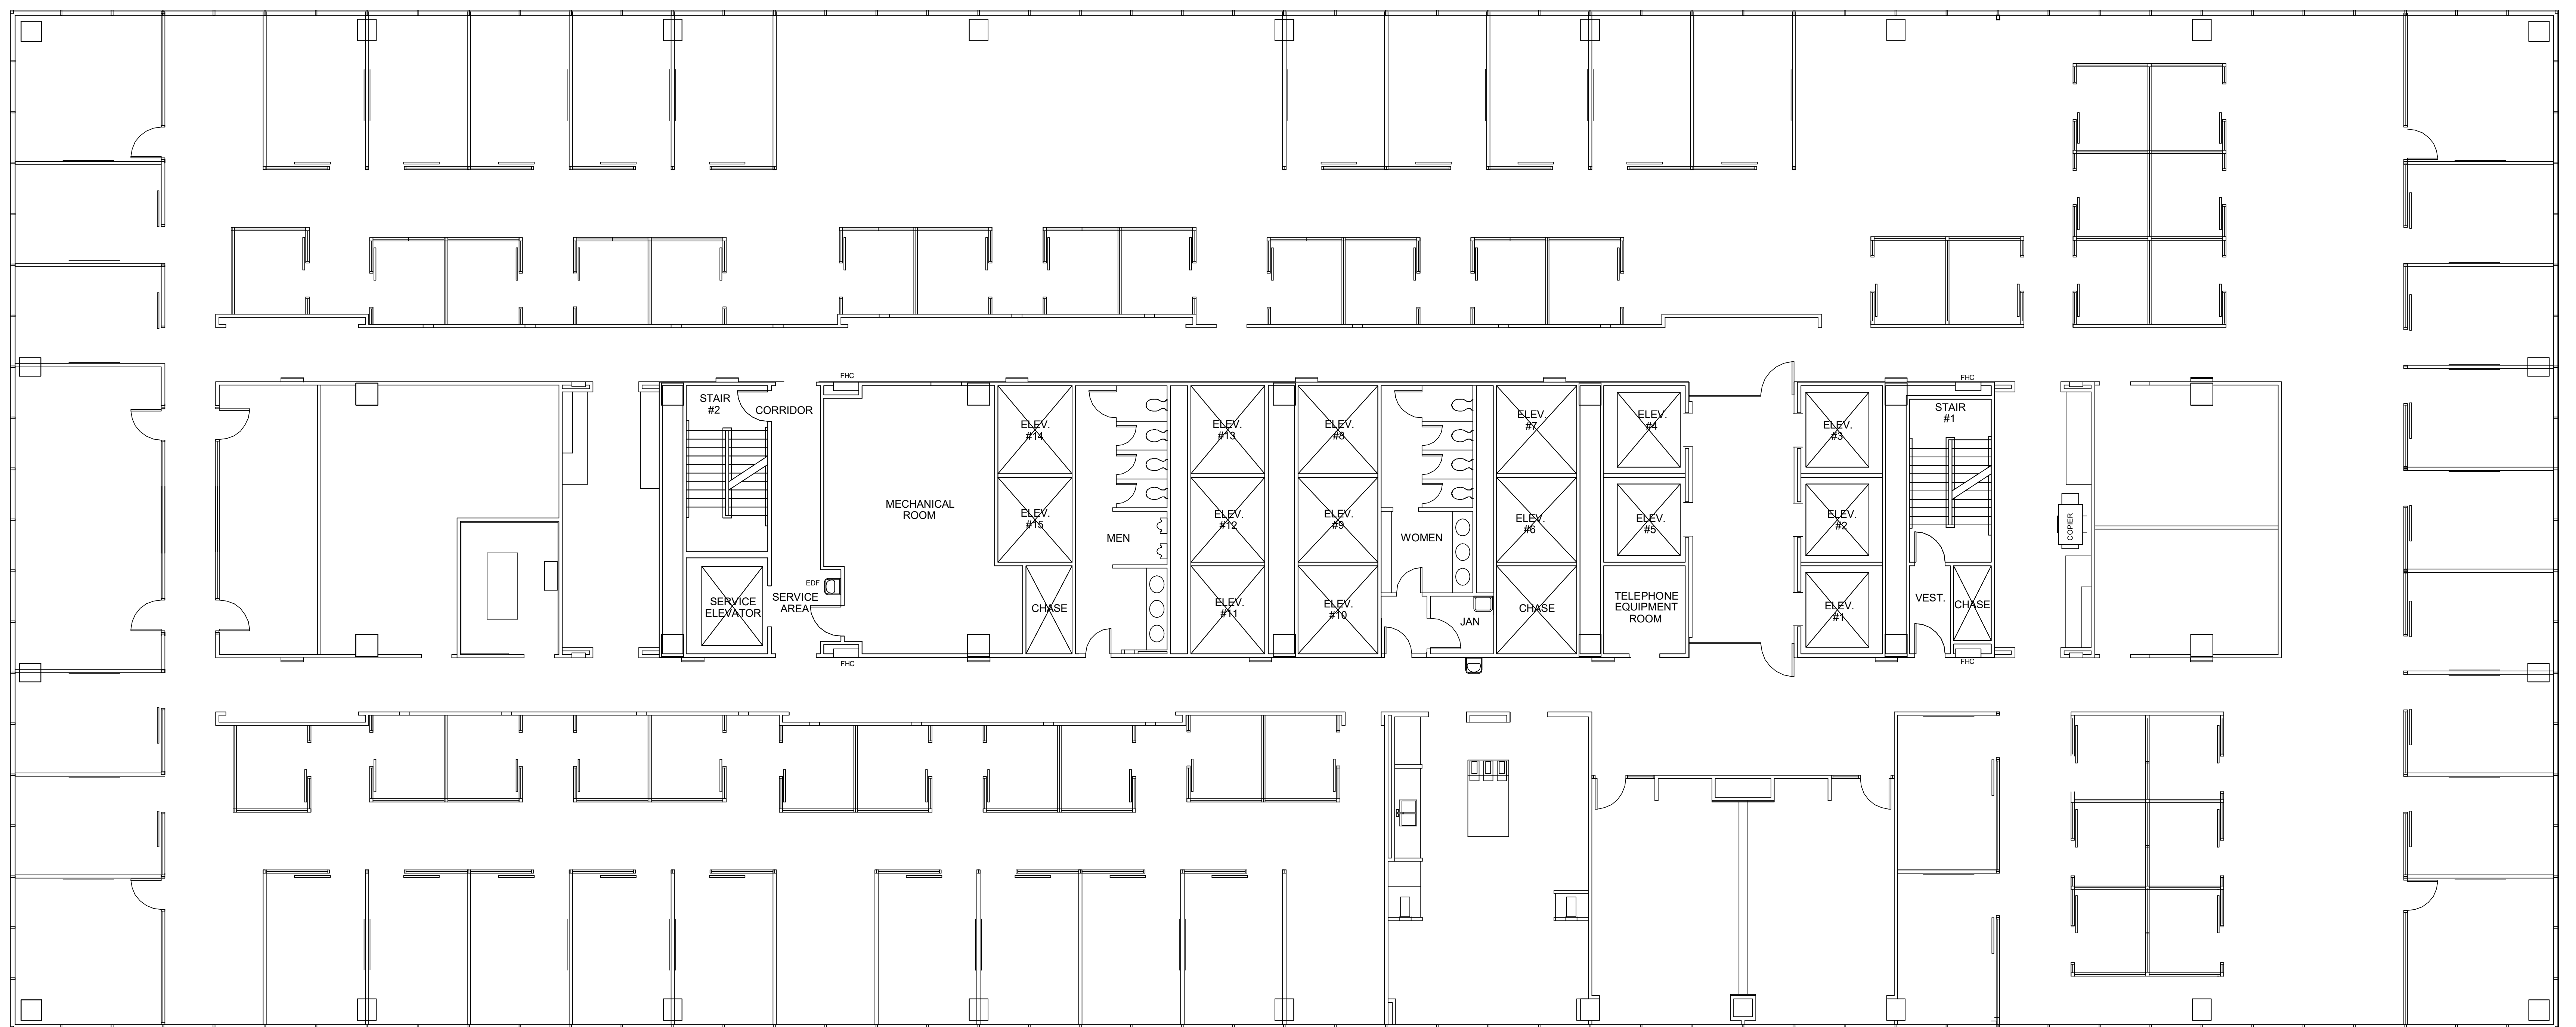 FHC
FHC
STAIR
#2
CORRIDOR
ELEV.
#14
ELEV.
#13
ELEV.
#8
ELEV.
#7
ELEV.
#4
ELEV.
#3
STAIR
#1
MECHANICAL
ROOM
ELEV.
#15
MEN
ELEV.
#12
ELEV.
#9
WOMEN
ELEV.
#6
ELEV.
#5
ELEV.
#2
COPIER
EDF
SERVICE
ELEVATOR
SERVICE
AREA
CHASE
ELEV.
#11
ELEV.
#10
JAN
CHASE
TELEPHONE
EQUIPMENT
ROOM
ELEV.
#1
VEST.
CHASE
FHC
FHC